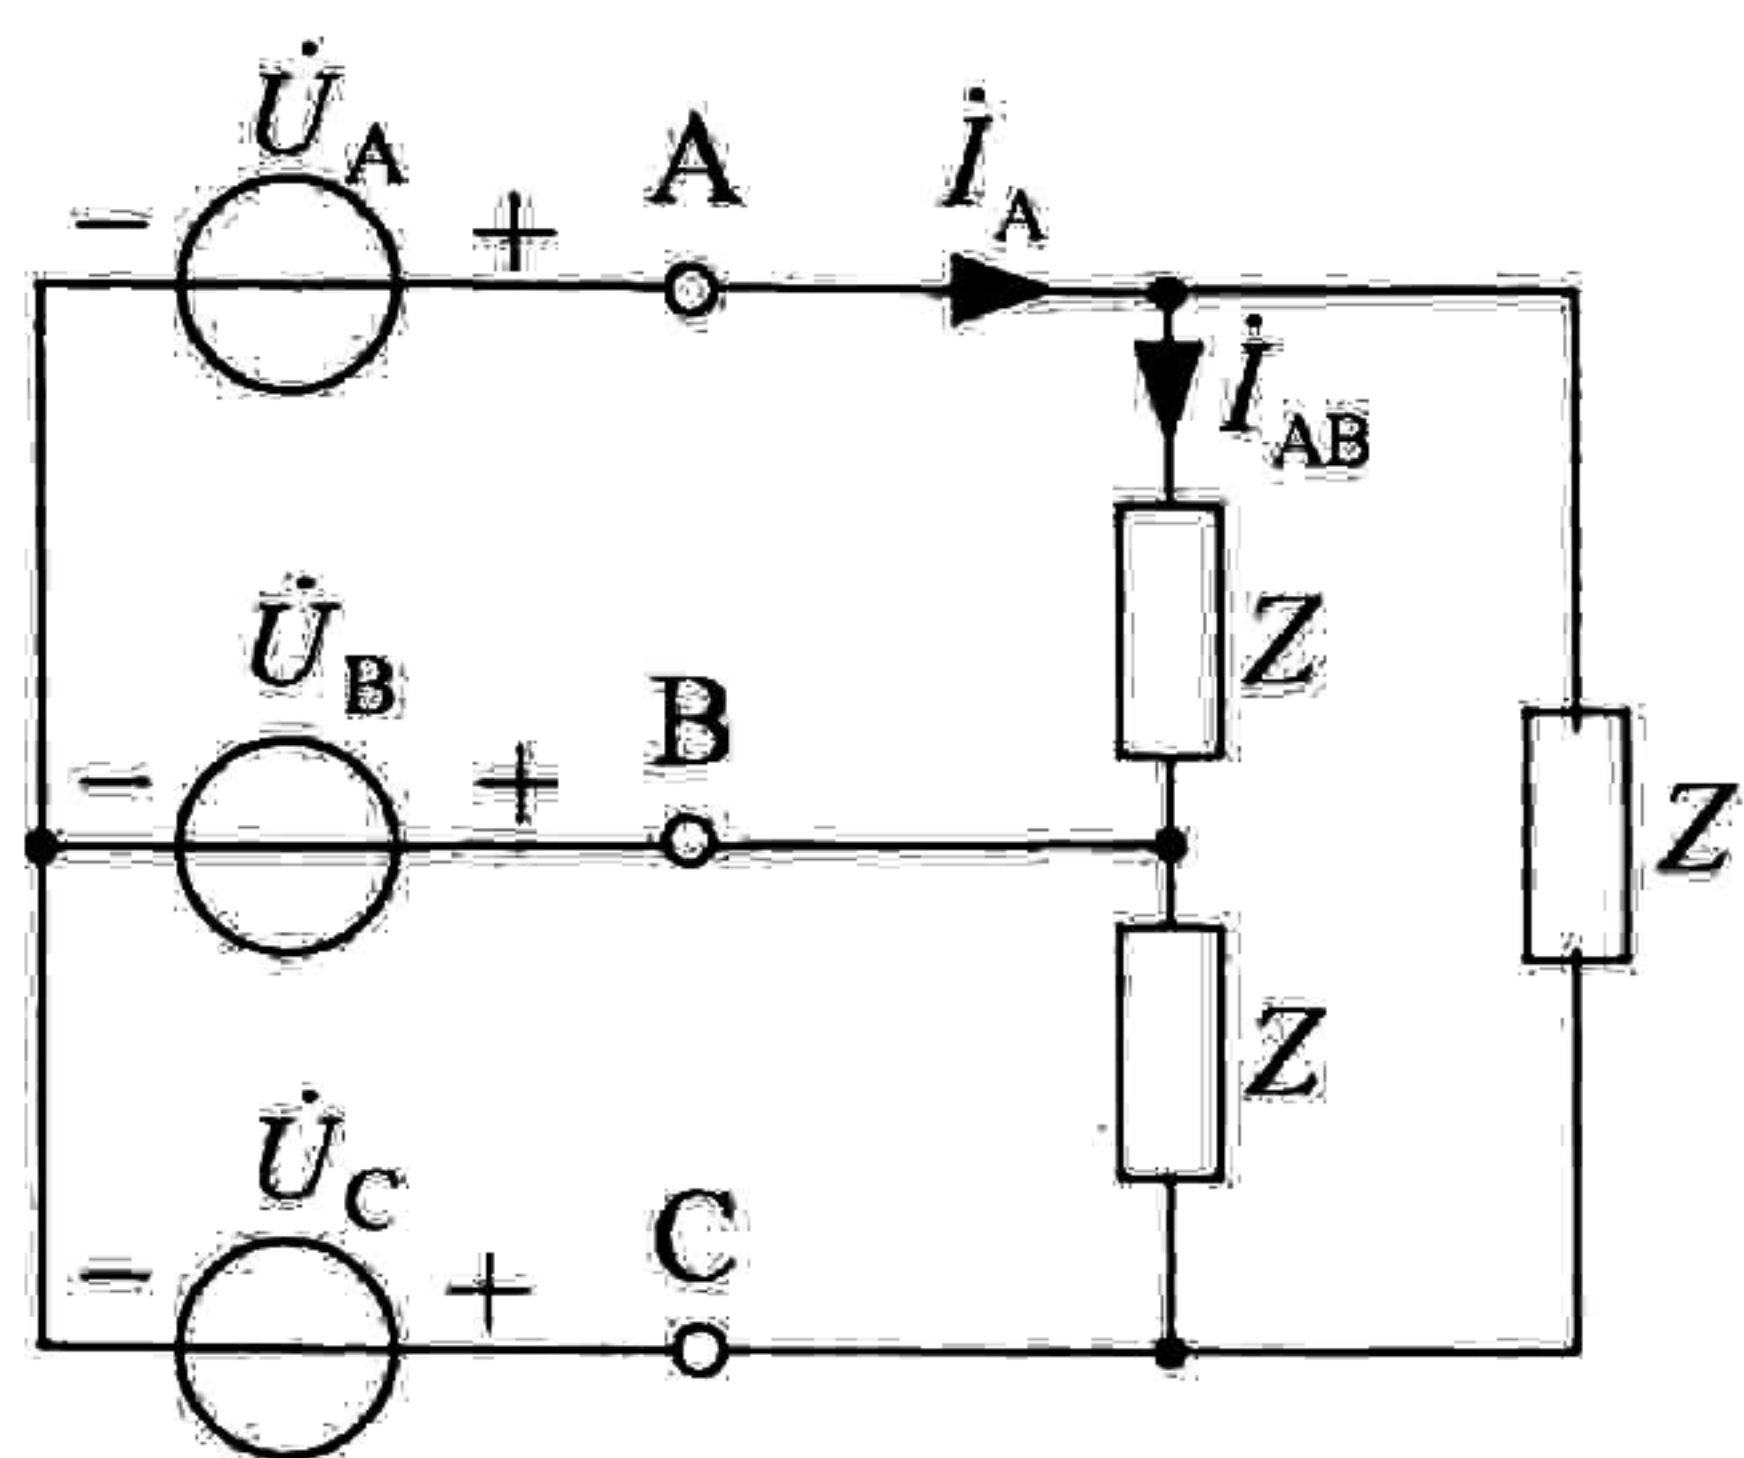 U̇A
− + A İA
İAB
Z
U̇B
− + B
Z
Z
U̇C
− + C